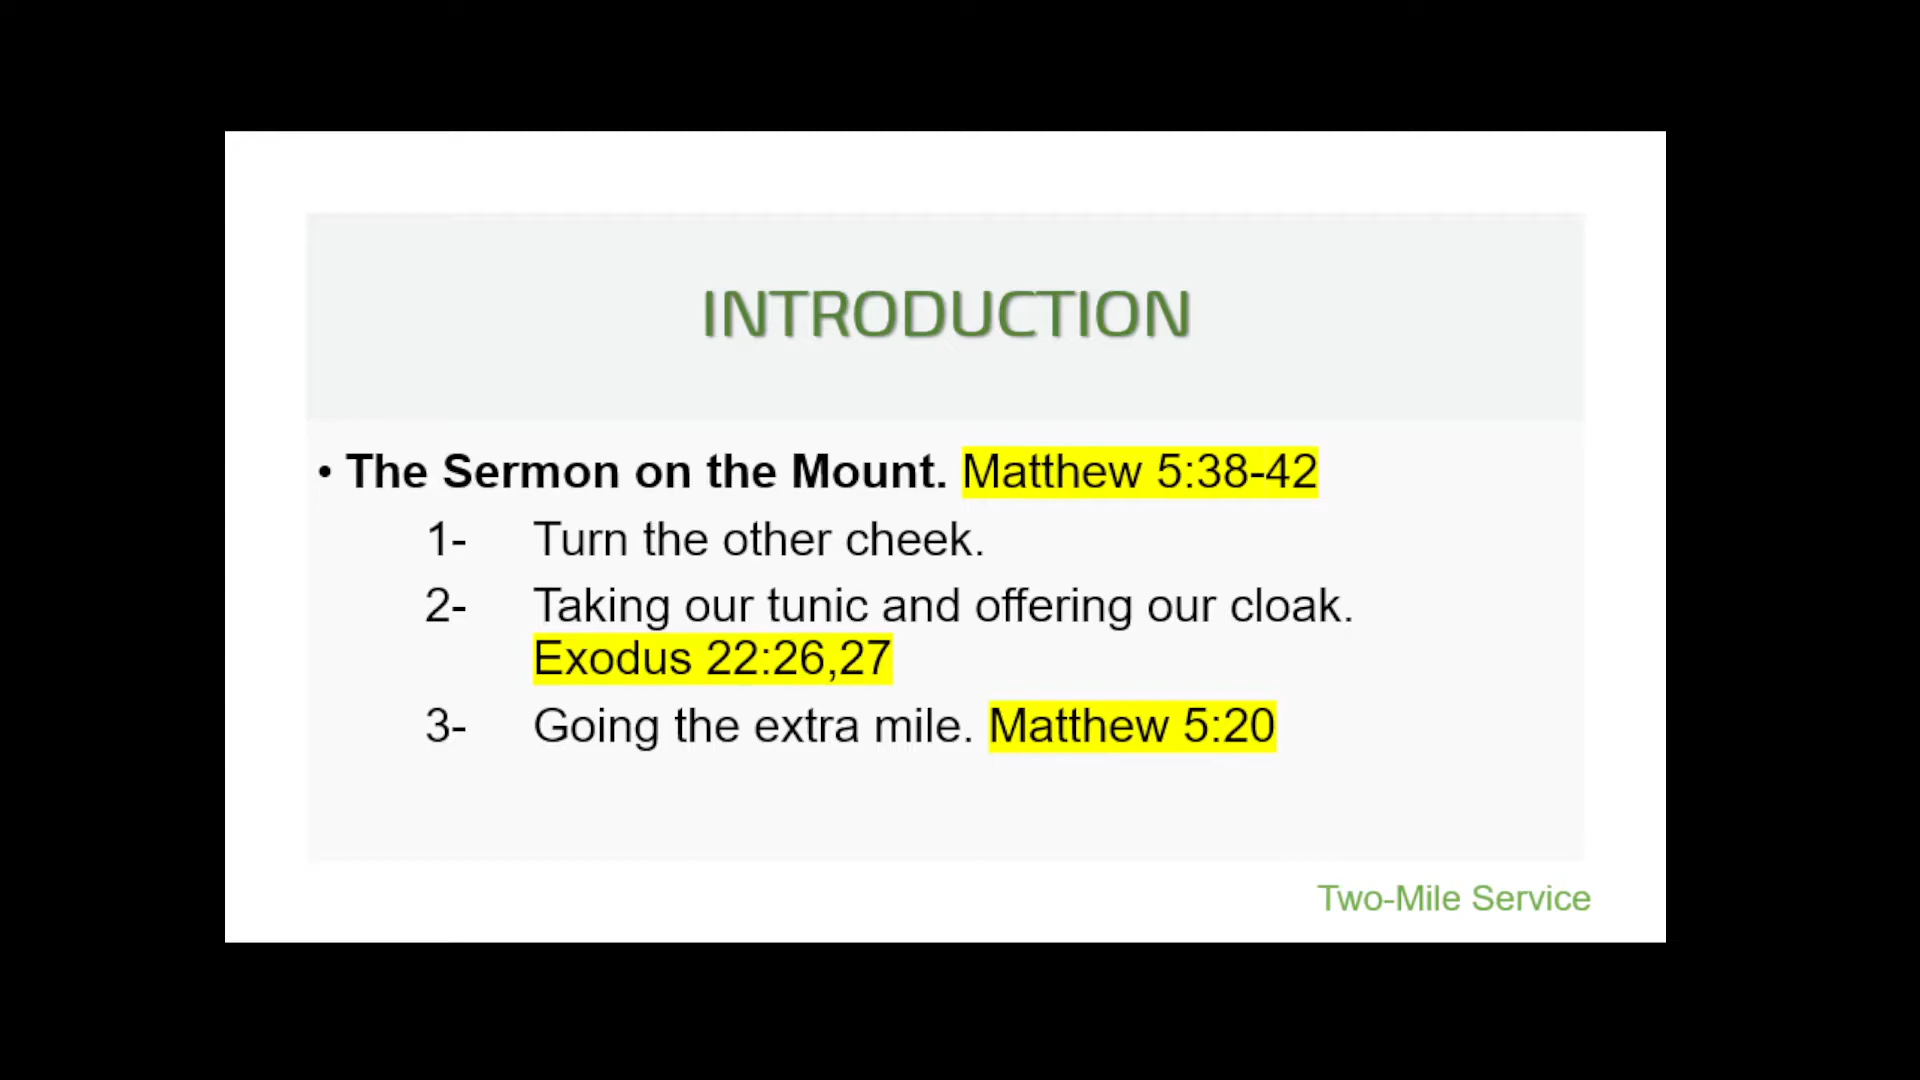 INTRODUCTION
• The Sermon on the Mount. Matthew 5:38-42
1- Turn the other cheek.
2- Taking our tunic and offering our cloak.
Exodus 22:26,27
3- Going the extra mile. Matthew 5:20
Two-Mile Service